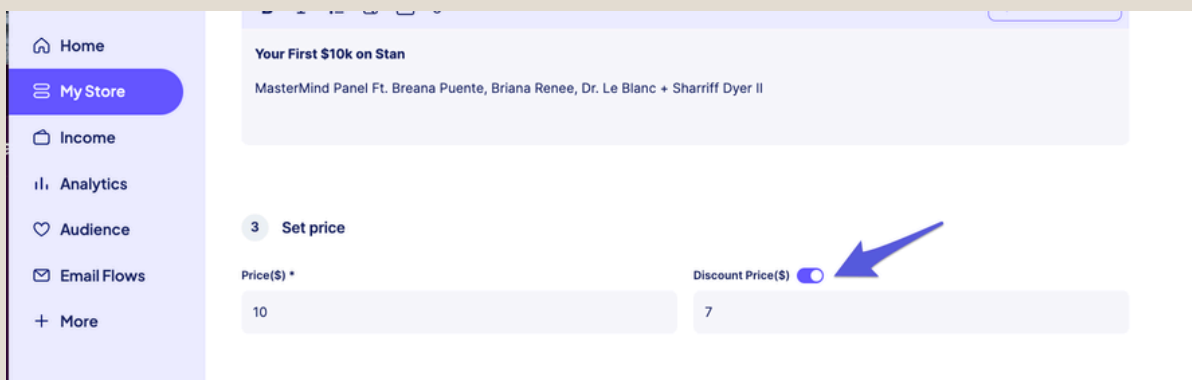 Home
My Store
Income
Analytics
Audience
Email Flows
More
Your First $10k on Stan
MasterMind Panel Ft. Breana Puente, Briana Renee, Dr. Le Blanc + Sharriff Dyer II
3 Set price
Price($) *
10
Discount Price($)
7